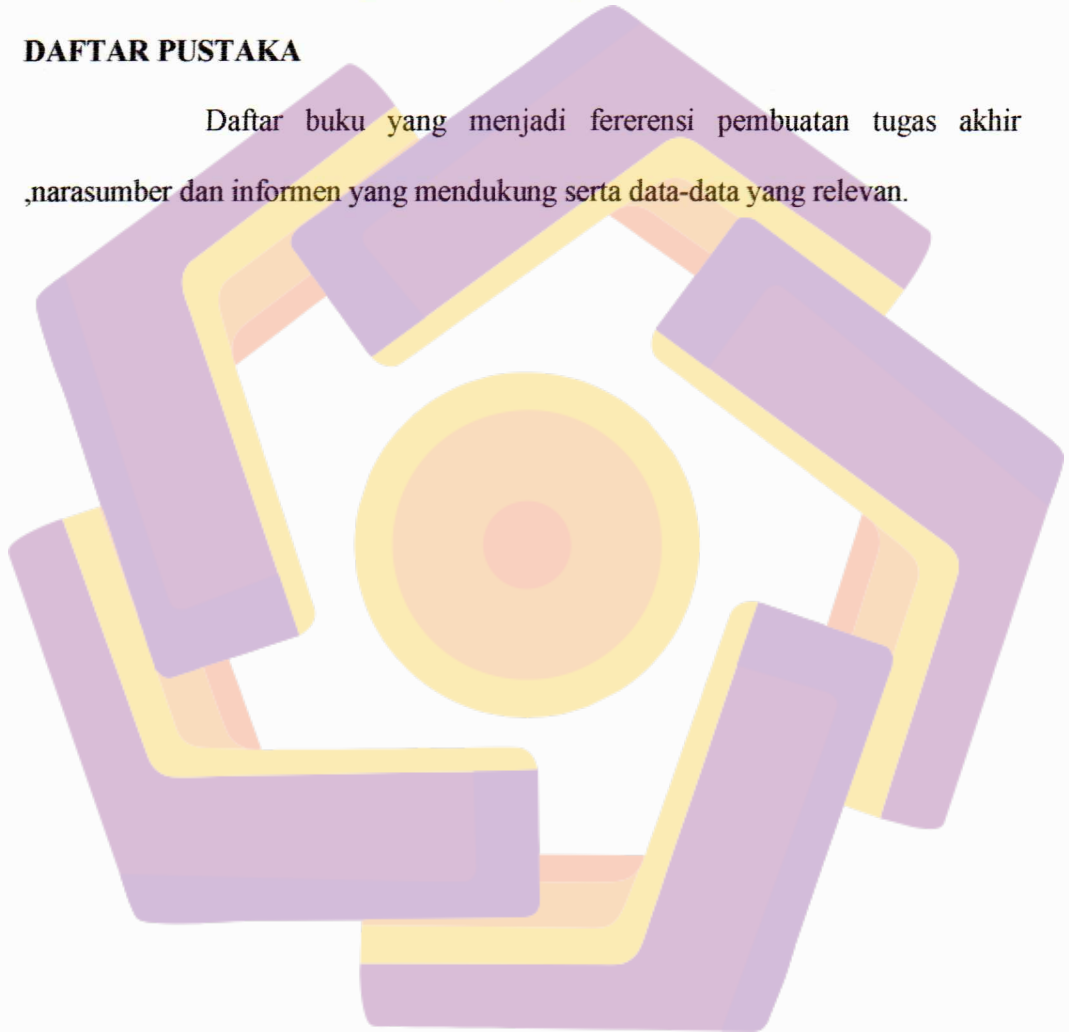 DAFTAR PUSTAKA
Daftar buku yang menjadi fererensi pembuatan tugas akhir
,narasumber dan informen yang mendukung serta data-data yang relevan.